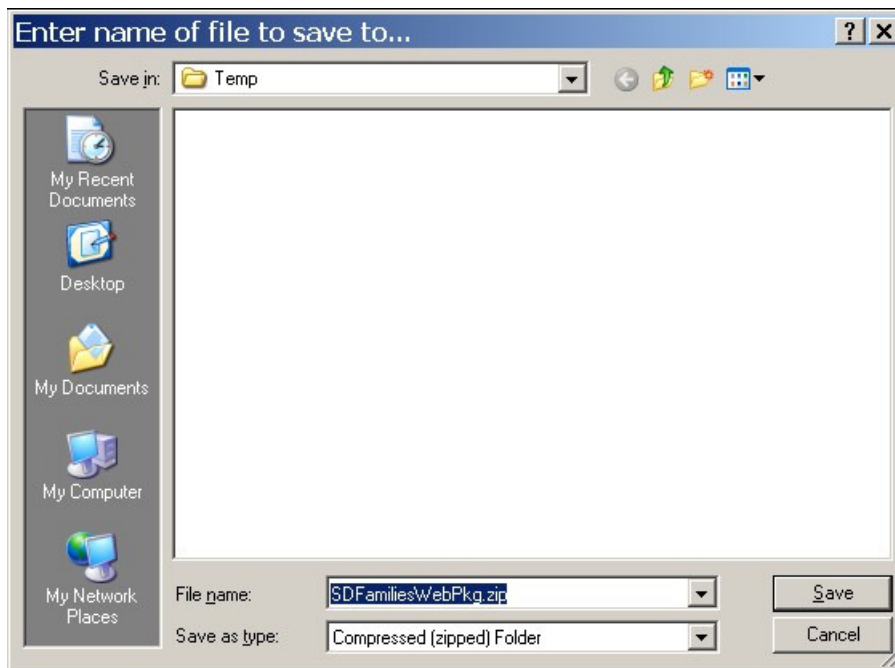 Enter name of file to save to...
Save in:
Temp
My Recent
Documents
Desktop
My Documents
My Computer
My Network
Places
File name:
SDFamiliesWebPkg.zip
Save
Save as type:
Compressed (zipped) Folder
Cancel